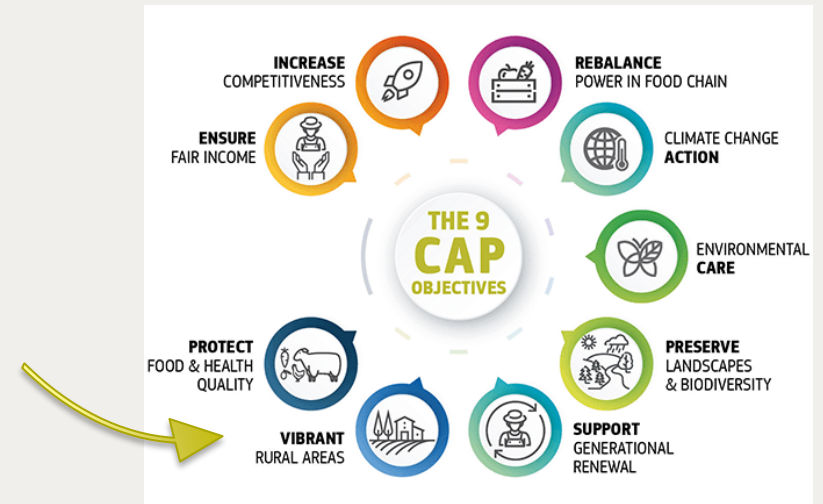 INCREASE
COMPETITIVENESS
REBALANCE
POWER IN FOOD CHAIN
ENSURE
FAIR INCOME
CLIMATE CHANGE
ACTION
THE 9
CAP
OBJECTIVES
ENVIRONMENTAL
CARE
PROTECT
FOOD & HEALTH
QUALITY
PRESERVE
LANDSCAPES
& BIODIVERSITY
VIBRANT
RURAL AREAS
SUPPORT
GENERATIONAL
RENEWAL